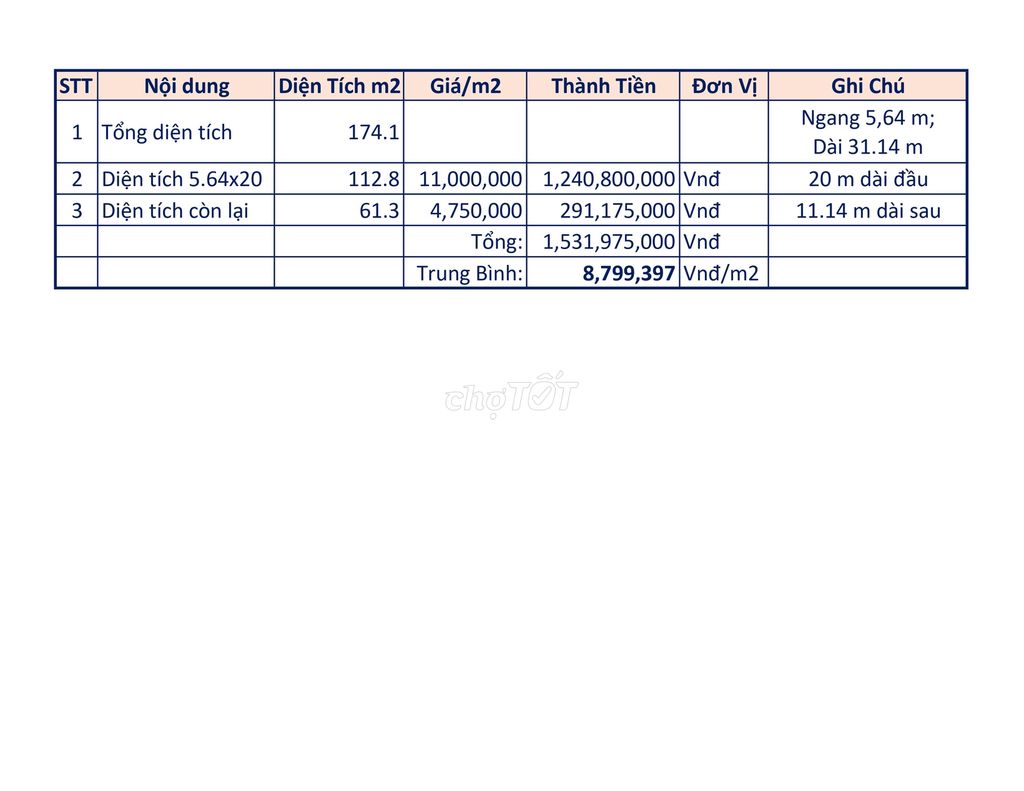 STT Nội dung Diện Tích m2 Giá/m2 Thành Tiền Đơn Vị Ghi Chú
1 Tổng diện tích 174.1 Ngang 5,64 m;
Dài 31.14 m
2 Diện tích 5.64x20 112.8 11,000,000 1,240,800,000 Vnđ 20 m dài đầu
3 Diện tích còn lại 61.3 4,750,000 291,175,000 Vnđ 11.14 m dài sau
Tổng: 1,531,975,000 Vnđ
Trung Bình: 8,799,397 Vnđ/m2
chợTỐT